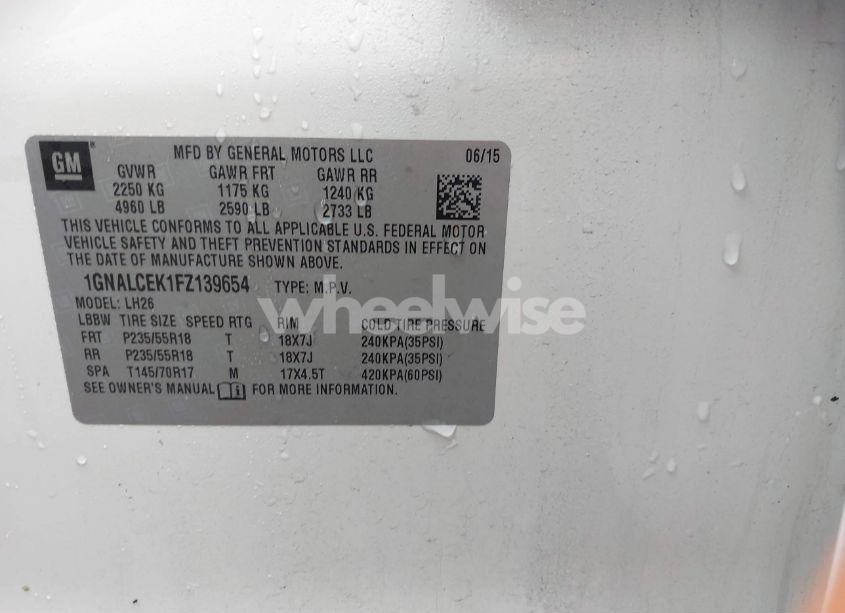 GM
MFD BY GENERAL MOTORS LLC 06/15
GVWR GAWR FRT GAWR RR
2250 KG 1175 KG 1240 KG
4960 LB 2590 LB 2733 LB
THIS VEHICLE CONFORMS TO ALL APPLICABLE U.S. FEDERAL MOTOR
VEHICLE SAFETY AND THEFT PREVENTION STANDARDS IN EFFECT ON
THE DATE OF MANUFACTURE SHOWN ABOVE.
1GNALCEK1FZ139654 TYPE: M.P.V.
MODEL: LH26
wheelwise
LBBW TIRE SIZE SPEED RTG RIM COLD TIRE PRESSURE
FRT P235/55R18 T 18X7J 240KPA(35PSI)
RR P235/55R18 T 18X7J 240KPA(35PSI)
SPA T145/70R17 M 17X4.5T 420KPA(60PSI)
SEE OWNER'S MANUAL FOR MORE INFORMATION.